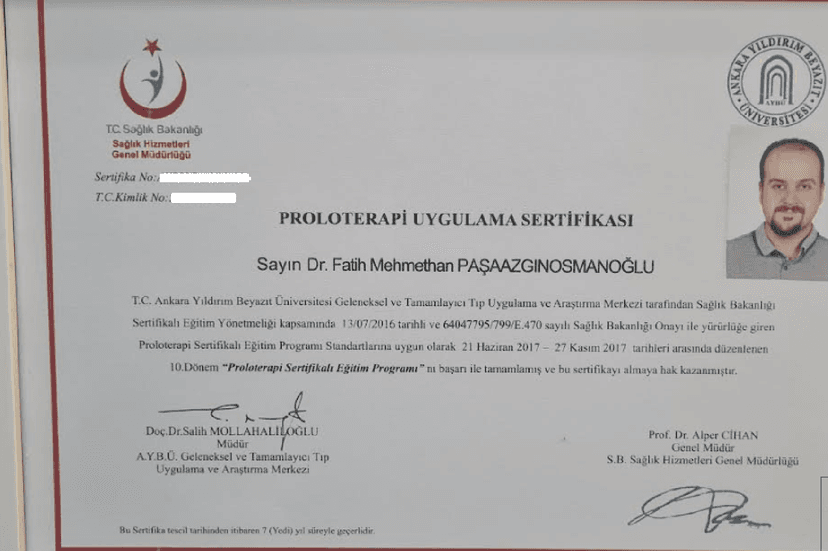 T.C. Sağlık Bakanlığı
Sağlık Hizmetleri
Genel Müdürlüğü
ANKARA YILDIRIM BEYAZIT
AYBÜ
ÜNİVERSİTESİ
Sertifika No:
T.C.Kimlik No:
PROLOTERAPİ UYGULAMA SERTİFİKASI
Sayın Dr. Fatih Mehmethan PAŞAAZGINOSMANOĞLU
T.C. Ankara Yıldırım Beyazıt Üniversitesi Geleneksel ve Tamamlayıcı Tıp Uygulama ve Araştırma Merkezi tarafından Sağlık Bakanlığı
Sertifikalı Eğitim Yönetmeliği kapsamında 13/07/2016 tarihli ve 64047795/799/E.470 sayılı Sağlık Bakanlığı Onayı ile yürürlüğe giren
Proloterapi Sertifikalı Eğitim Programı Standartlarına uygun olarak 21 Haziran 2017 – 27 Kasım 2017 tarihleri arasında düzenlenen
10.Dönem “Proloterapi Sertifikalı Eğitim Programı” nı başarı ile tamamlamış ve bu sertifikayı almaya hak kazanmıştır.
Doç.Dr.Salih MOLLAHALİLOĞLU
Müdür
A.Y.B.Ü. Geleneksel ve Tamamlayıcı Tıp
Uygulama ve Araştırma Merkezi
Prof. Dr. Alper CİHAN
Genel Müdür
S.B. Sağlık Hizmetleri Genel Müdürlüğü
Bu Sertifika tescil tarihinden itibaren 7 (Yedi) yıl süreyle geçerlidir.